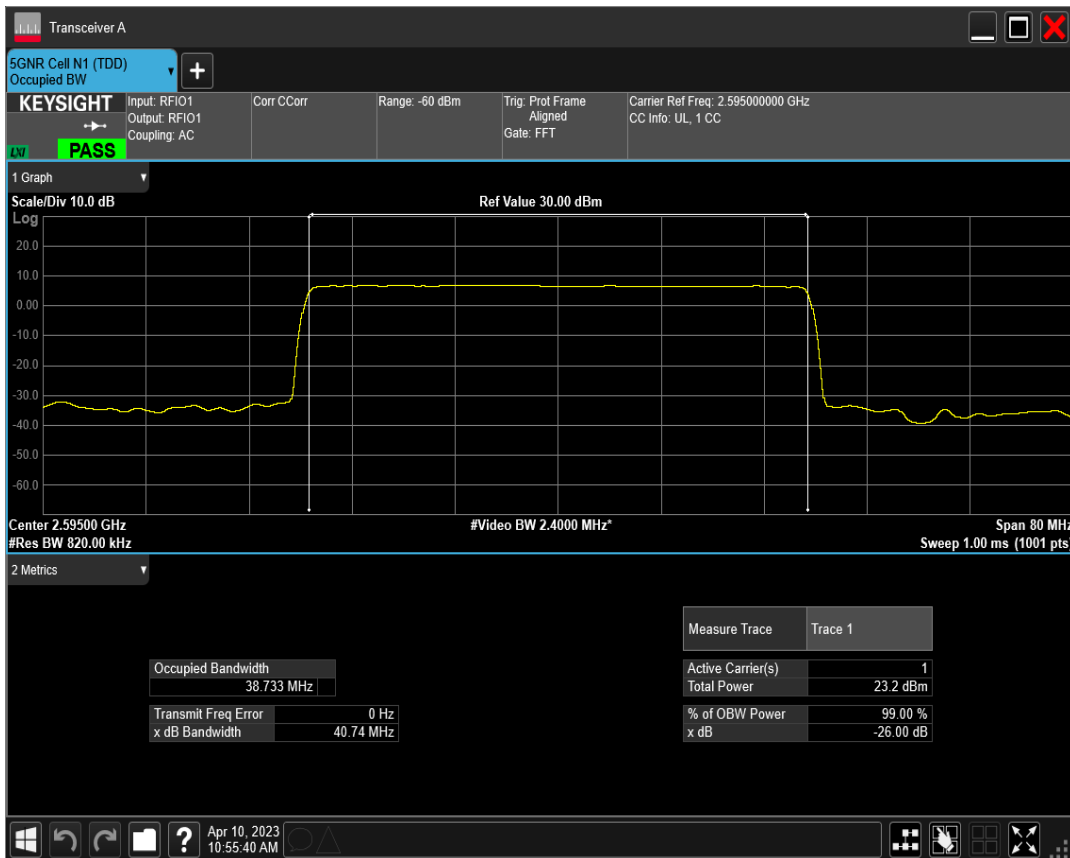 Transceiver A
5GNR Cell N1 (TDD)
Occupied BW
+
KEYSIGHT
LXI
PASS
Input: RFIO1
Output: RFIO1
Coupling: AC
Corr CCorr
Range: -60 dBm
Trig: Prot Frame
Aligned
Gate: FFT
Carrier Ref Freq: 2.595000000 GHz
CC Info: UL, 1 CC
1 Graph
Scale/Div 10.0 dB
Ref Value 30.00 dBm
Log
20.0
10.0
0.00
-10.0
-20.0
-30.0
-40.0
-50.0
-60.0
Center 2.59500 GHz
#Video BW 2.4000 MHz*
Span 80 MHz
#Res BW 820.00 kHz
Sweep 1.00 ms (1001 pts)
2 Metrics
Measure Trace Trace 1
Occupied Bandwidth
38.733 MHz
Active Carrier(s) 1
Total Power 23.2 dBm
Transmit Freq Error 0 Hz
x dB Bandwidth 40.74 MHz
% of OBW Power 99.00 %
x dB -26.00 dB
?
Apr 10, 2023
10:55:40 AM